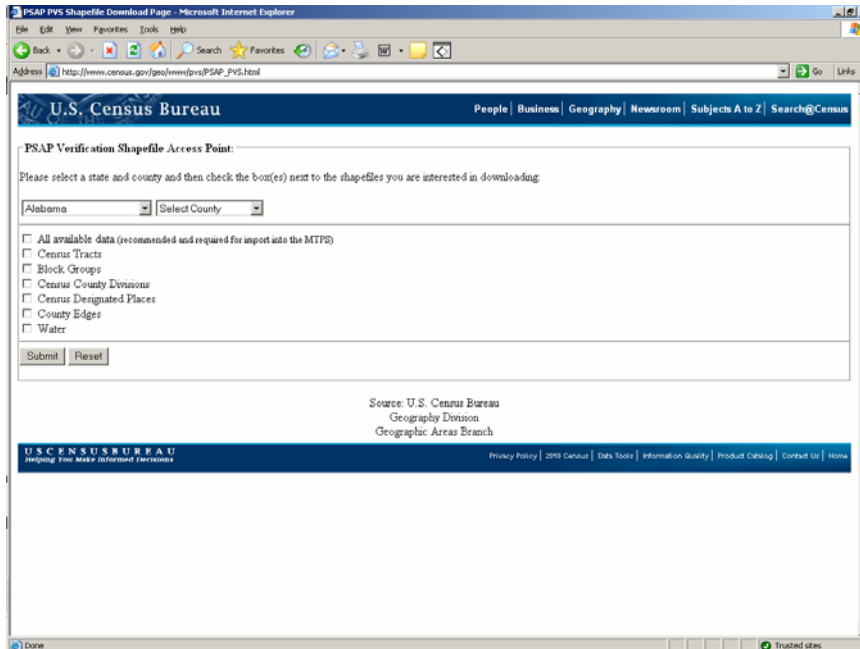 PSAP PVS Shapefile Download Page - Microsoft Internet Explorer
File Edit View Favorites Tools Help
Back Search Favorites
Address http://www.census.gov/geo/www/pvs/PSAP_PVS.html Go Links
U.S. Census Bureau People | Business | Geography | Newsroom | Subjects A to Z | Search@Census
PSAP Verification Shapefile Access Point:
Please select a state and county and then check the box(es) next to the shapefiles you are interested in downloading:
Alabama Select County
All available data (recommended and required for import into the MTPS)
Census Tracts
Block Groups
Census County Divisions
Census Designated Places
County Edges
Water
Submit Reset
Source: U.S. Census Bureau
Geography Division
Geographic Areas Branch
USCENSUSBUREAU
Helping You Make Informed Decisions
Privacy Policy | 2010 Census | Data Tools | Information Quality | Product Catalog | Contact Us | Home
Done Trusted sites